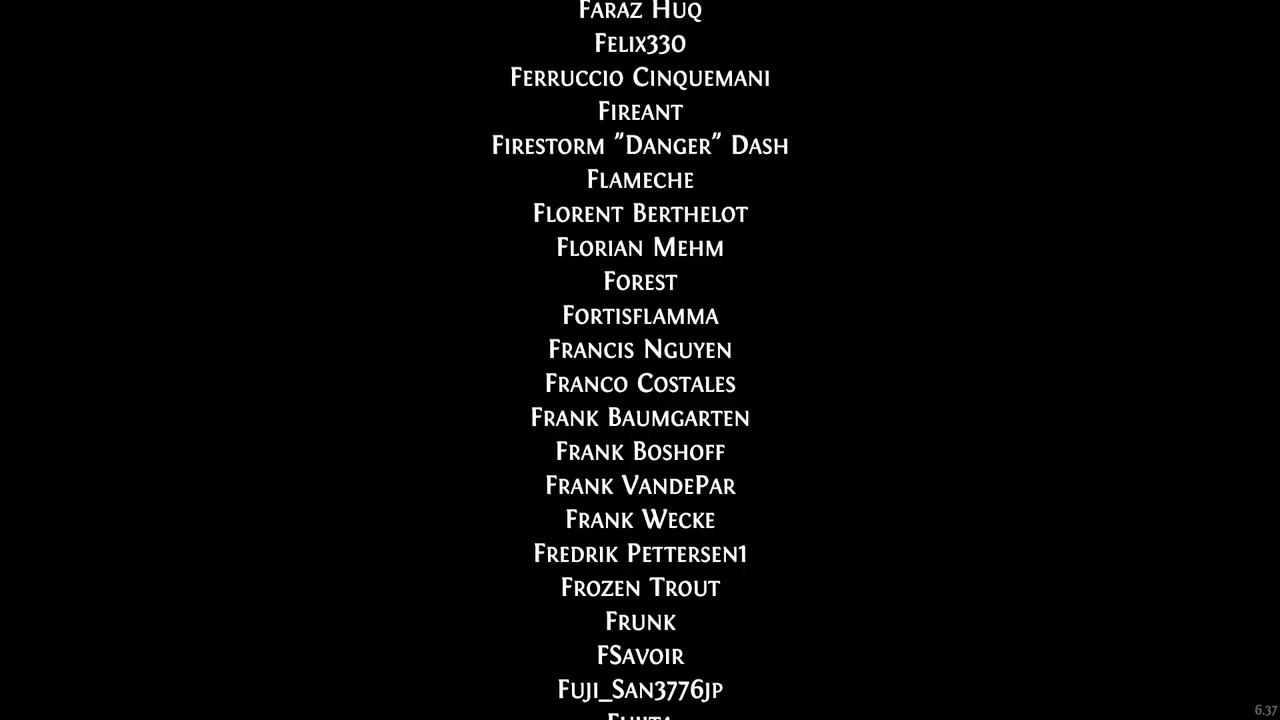 Faraz Huq
Felix330
Ferruccio Cinquemani
Fireant
Firestorm "Danger" Dash
Flameche
Florent Berthelot
Florian Mehm
Forest
Fortisflamma
Francis Nguyen
Franco Costales
Frank Baumgarten
Frank Boshoff
Frank VandePar
Frank Wecke
Fredrik Pettersen1
Frozen Trout
Frunk
FSavoir
Fuji_San3776jp
6.37